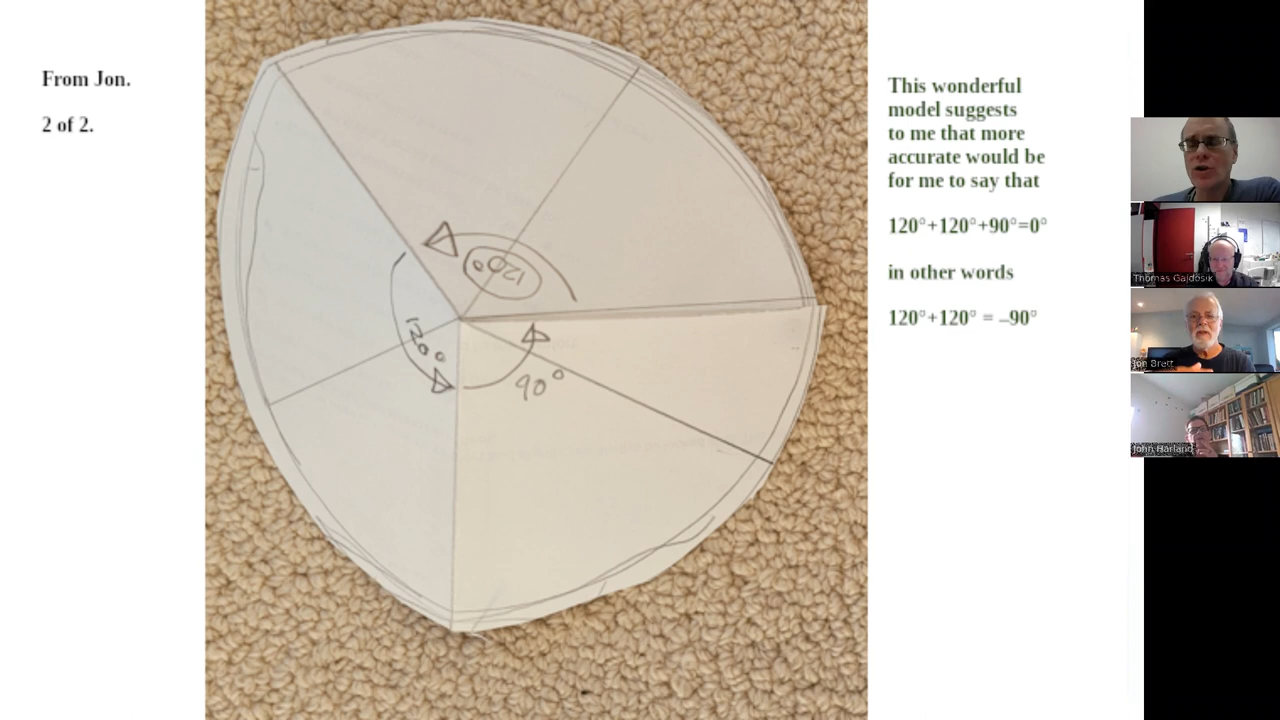 From Jon.
2 of 2.
120°
120°
90°
This wonderful
model suggests
to me that more
accurate would be
for me to say that
120°+120°+90°=0°
in other words
120°+120° = –90°
Thomas Gajdosik
Jon Brett
John Harland